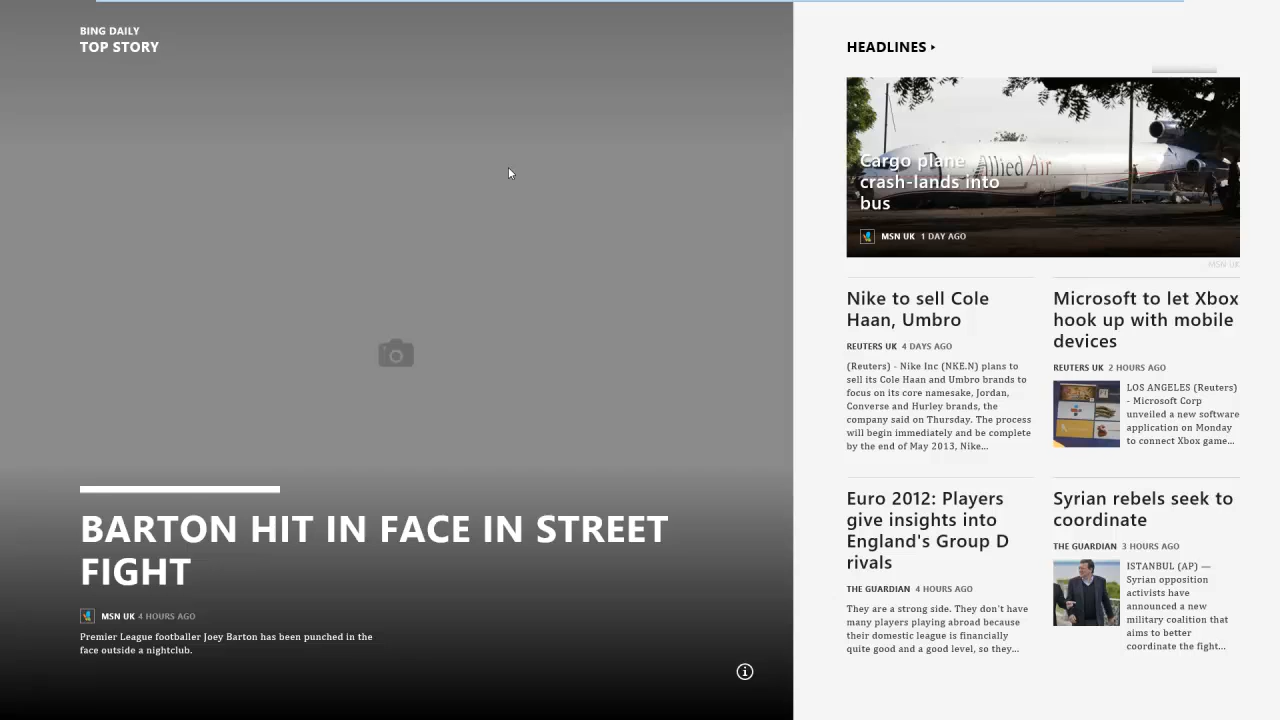 BING DAILY
TOP STORY
BARTON HIT IN FACE IN STREET
FIGHT
MSN UK 4 HOURS AGO
Premier League footballer Joey Barton has been punched in the
face outside a nightclub.
HEADLINES
Cargo plane
crash-lands into
bus
Allied Air
MSN UK 1 DAY AGO
MSN UK
Nike to sell Cole
Haan, Umbro
REUTERS UK 4 DAYS AGO
(Reuters) - Nike Inc (NKE.N) plans to
sell its Cole Haan and Umbro brands to
focus on its core namesake, Jordan,
Converse and Hurley brands, the
company said on Thursday. The process
will begin immediately and be complete
by the end of May 2013, Nike...
Microsoft to let Xbox
hook up with mobile
devices
REUTERS UK 2 HOURS AGO
LOS ANGELES (Reuters)
- Microsoft Corp
unveiled a new software
application on Monday
to connect Xbox game...
Euro 2012: Players
give insights into
England's Group D
rivals
THE GUARDIAN 4 HOURS AGO
They are a strong side. They don't have
many players playing abroad because
their domestic league is financially
quite good and a good level, so they...
Syrian rebels seek to
coordinate
THE GUARDIAN 3 HOURS AGO
ISTANBUL (AP) —
Syrian opposition
activists have
announced a new
military coalition that
aims to better
coordinate the fight...